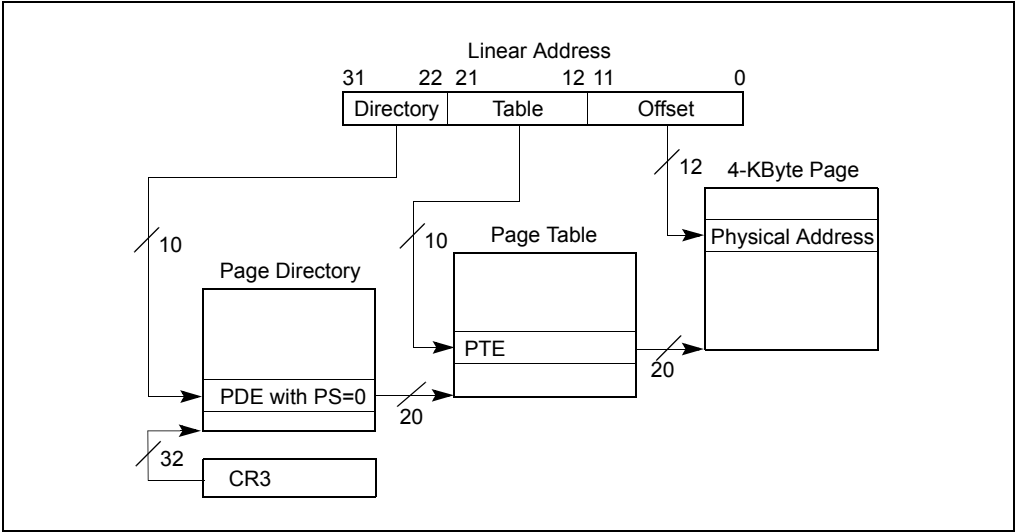 Linear Address
31 22 21 12 11 0
Directory Table Offset
12
4-KByte Page
10
10
Page Table
Physical Address
Page Directory
PTE
20
PDE with PS=0
20
32
CR3